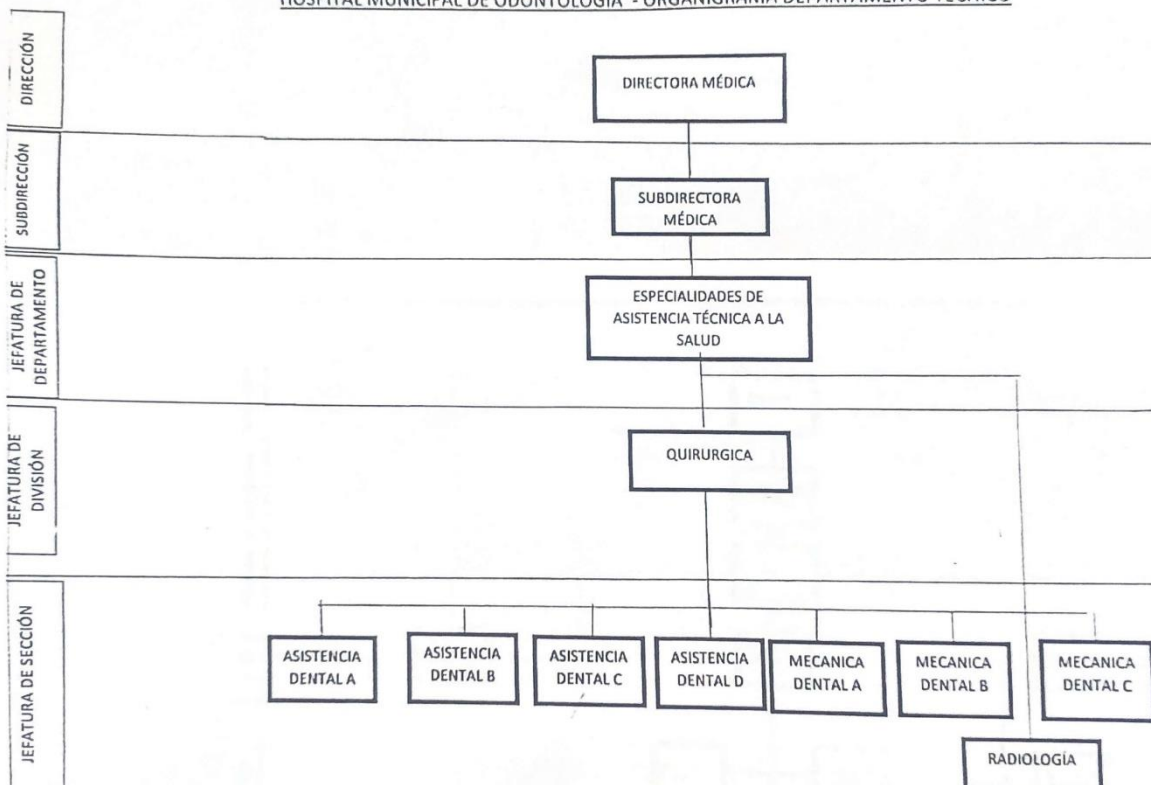 HOSPITAL MUNICIPAL DE ODONTOLOGÍA - ORGANIGRAMA DEPARTAMENTO TÉCNICO
DIRECCIÓN
DIRECTORA MÉDICA
SUBDIRECCIÓN
SUBDIRECTORA
MÉDICA
JEFATURA DE
DEPARTAMENTO
ESPECIALIDADES DE
ASISTENCIA TÉCNICA A LA
SALUD
JEFATURA DE
DIVISIÓN
QUIRURGICA
JEFATURA DE SECCIÓN
ASISTENCIA
DENTAL A
ASISTENCIA
DENTAL B
ASISTENCIA
DENTAL C
ASISTENCIA
DENTAL D
MECANICA
DENTAL A
MECANICA
DENTAL B
MECANICA
DENTAL C
RADIOLOGÍA